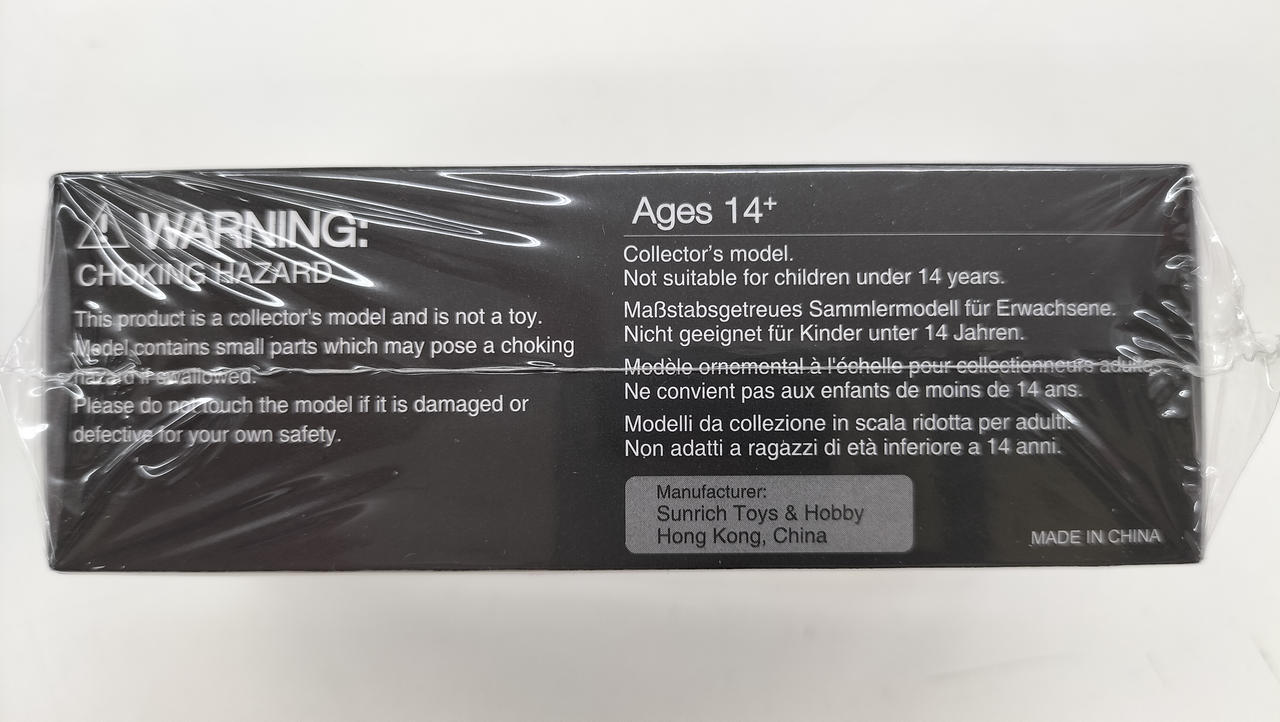 WARNING:
CHOKING HAZARD
This product is a collector's model and is not a toy.
Model contains small parts which may pose a choking
hazard if swallowed.
Please do not touch the model if it is damaged or
defective for your own safety.
Ages 14+
Collector's model.
Not suitable for children under 14 years.
Maßstabsgetreues Sammlermodell für Erwachsene.
Nicht geeignet für Kinder unter 14 Jahren.
Modèle ornemental à l'échelle pour collectionneurs adultes.
Ne convient pas aux enfants de moins de 14 ans.
Modelli da collezione in scala ridotta per adulti.
Non adatti a ragazzi di età inferiore a 14 anni.
Manufacturer:
Sunrich Toys & Hobby
Hong Kong, China
MADE IN CHINA